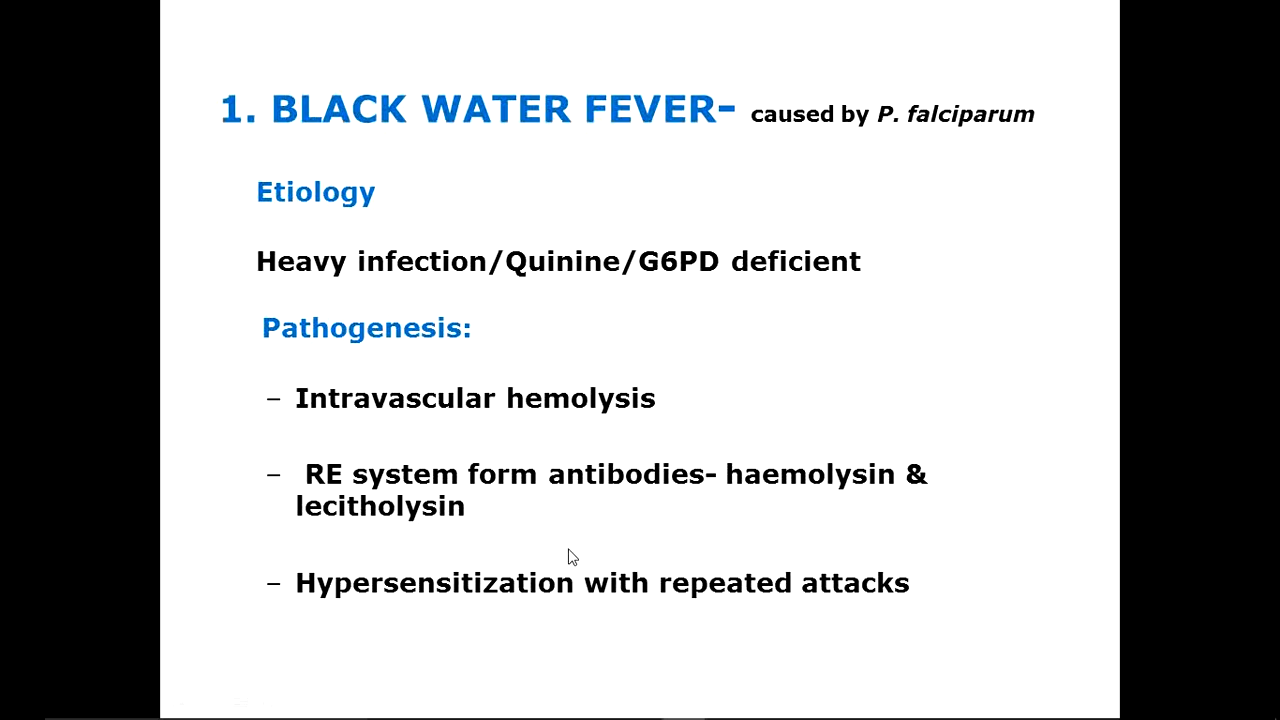 1. BLACK WATER FEVER- caused by P. falciparum
Etiology
Heavy infection/Quinine/G6PD deficient
Pathogenesis:
– Intravascular hemolysis
– RE system form antibodies- haemolysin &
lecitholysin
– Hypersensitization with repeated attacks